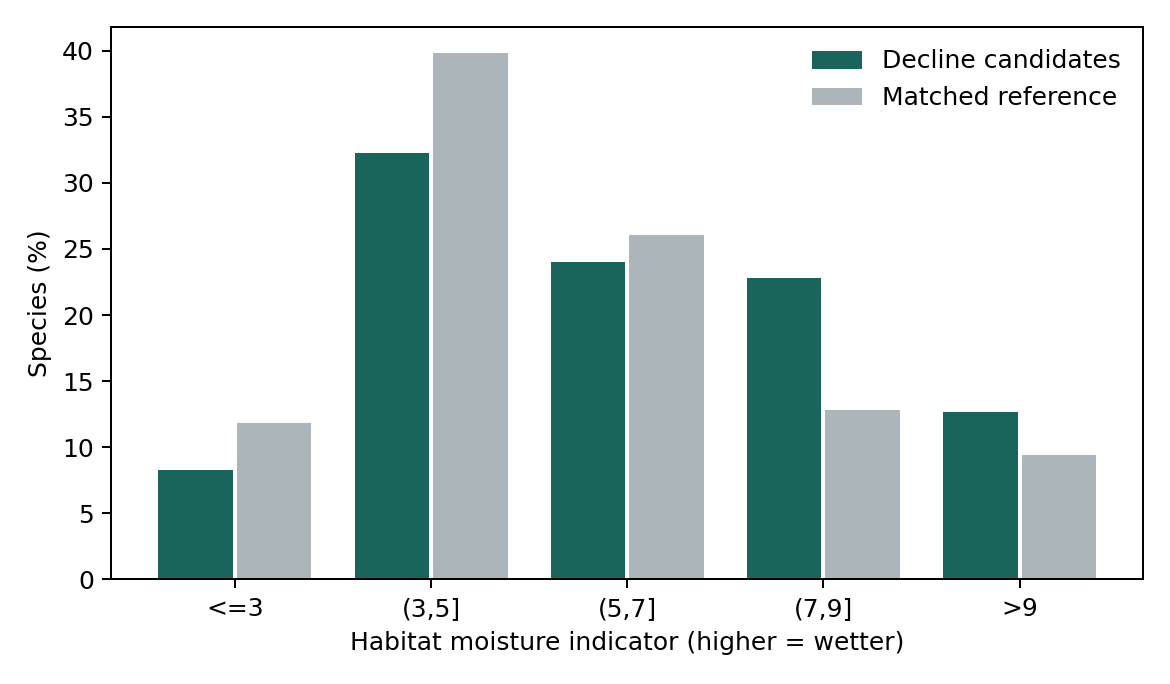 Decline candidates
Matched reference
Species (%)
40
35
30
25
20
15
10
5
0
<=3 (3,5] (5,7] (7,9] >9
Habitat moisture indicator (higher = wetter)